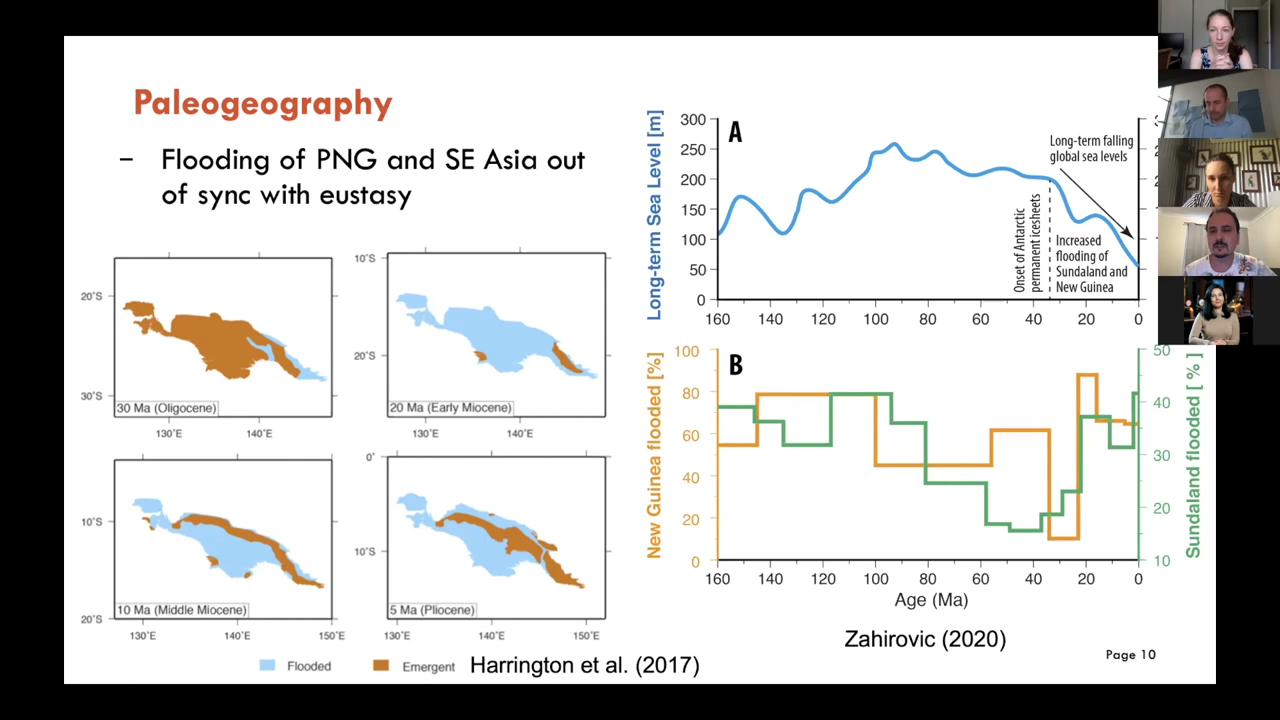 Paleogeography
– Flooding of PNG and SE Asia out
of sync with eustasy
20°S
30°S
130°E 140°E
30 Ma (Oligocene)
10°S
20°S
130°E 140°E
20 Ma (Early Miocene)
10°S
20°S
130°E 140°E 150°E
10 Ma (Middle Miocene)
0°
10°S
130°E 140°E 150°E
5 Ma (Pliocene)
Flooded Emergent
Harrington et al. (2017)
A
Long-term Sea Level [m]
300
250
200
150
100
50
0
160 140 120 100 80 60 40 20 0
Long-term falling
global sea levels
Onset of Antarctic
permanent icesheets
Increased
flooding of
Sundaland and
New Guinea
B
New Guinea flooded [%]
100
80
60
40
20
0
Sundaland flooded [%]
50
40
30
20
10
160 140 120 100 80 60 40 20 0
Age (Ma)
Zahirovic (2020)
Page 10